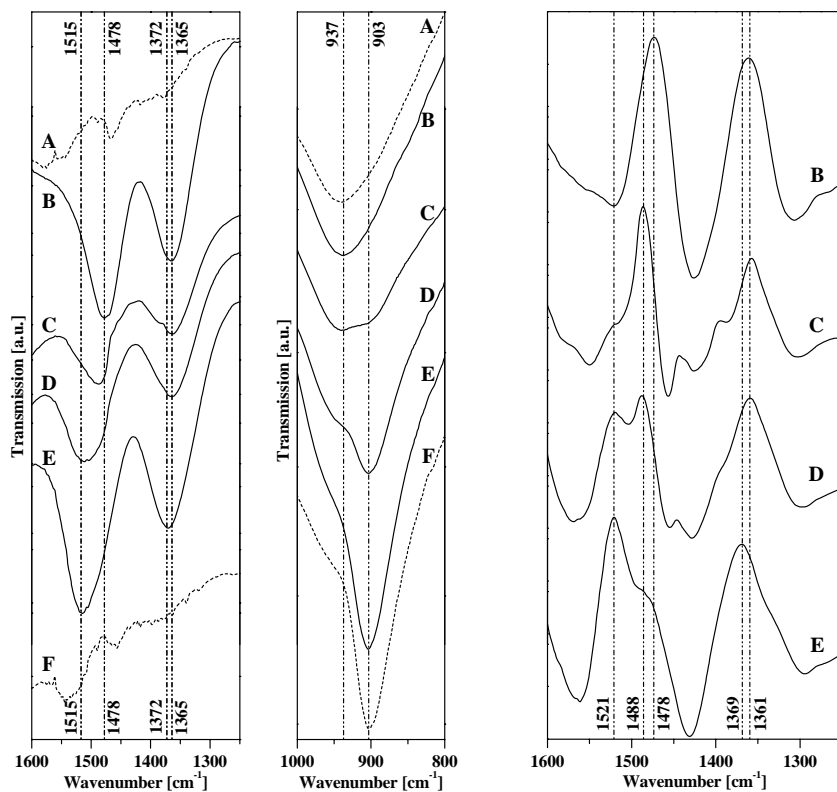 1515
1478
1372
1365
937
903
A
B
C
D
E
F
1515
1478
1372
1365
Transmission [a.u.]
1600
1500
1400
1300
Wavenumber [cm-1]
A
B
C
D
E
F
Transmission [a.u.]
1000
900
800
Wavenumber [cm-1]
B
C
D
E
1521
1488
1478
1369
1361
1600
1500
1400
1300
Wavenumber [cm-1]